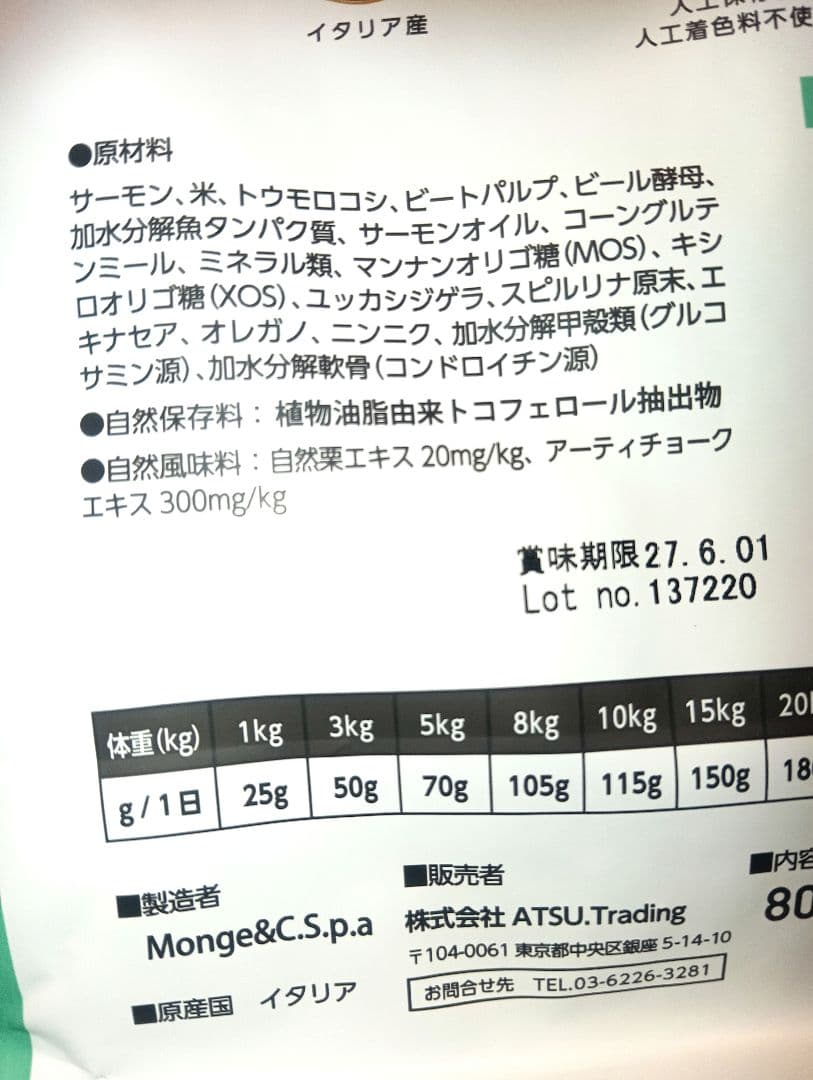 イタリア産
人工着色料不使
●原材料
サーモン、米、トウモロコシ、ビートパルプ、ビール酵母、
加水分解魚タンパク質、サーモンオイル、コーングルテ
ンミール、ミネラル類、マンナンオリゴ糖(MOS)、キシ
ロオリゴ糖(XOS)、ユッカシジゲラ、スピルリナ原末、エ
キナセア、オレガノ、ニンニク、加水分解甲殻類(グルコ
サミン源)、加水分解軟骨(コンドロイチン源)
●自然保存料：植物油脂由来トコフェロール抽出物
●自然風味料：自然栗エキス 20mg/kg、アーティチョーク
エキス 300mg/kg
賞味期限27.6.01
Lot no.137220
体重(kg) 1kg 3kg 5kg 8kg 10kg 15kg 20
g/1日 25g 50g 70g 105g 115g 150g 18
■製造者
Monge&C.S.p.a
■原産国 イタリア
■販売者
株式会社 ATSU.Trading
〒104-0061 東京都中央区銀座 5-14-10
お問合せ先 TEL.03-6226-3281
■内容
80